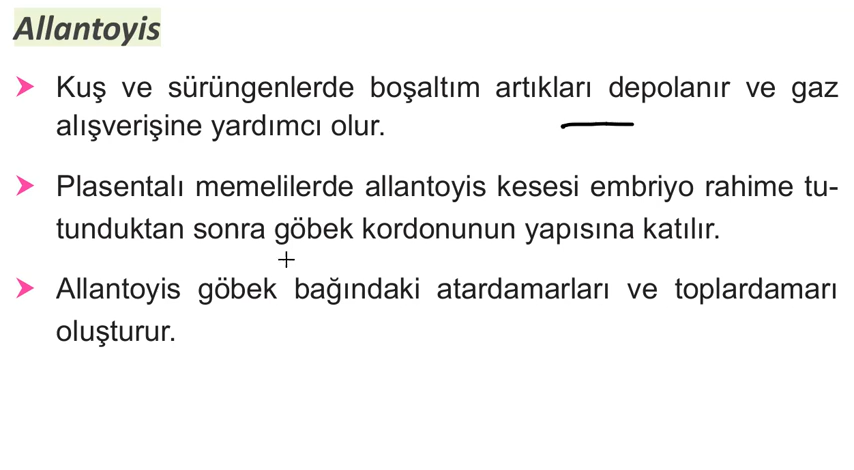 Allantoyis
Kuş ve sürüngenlerde boşaltım artıkları depolanır ve gaz
alışverişine yardımcı olur.
Plasentalı memelilerde allantoyis kesesi embriyo rahime tu-
tunduktan sonra göbek kordonunun yapısına katılır.
Allantoyis göbek bağındaki atardamarları ve toplardamarı
oluşturur.